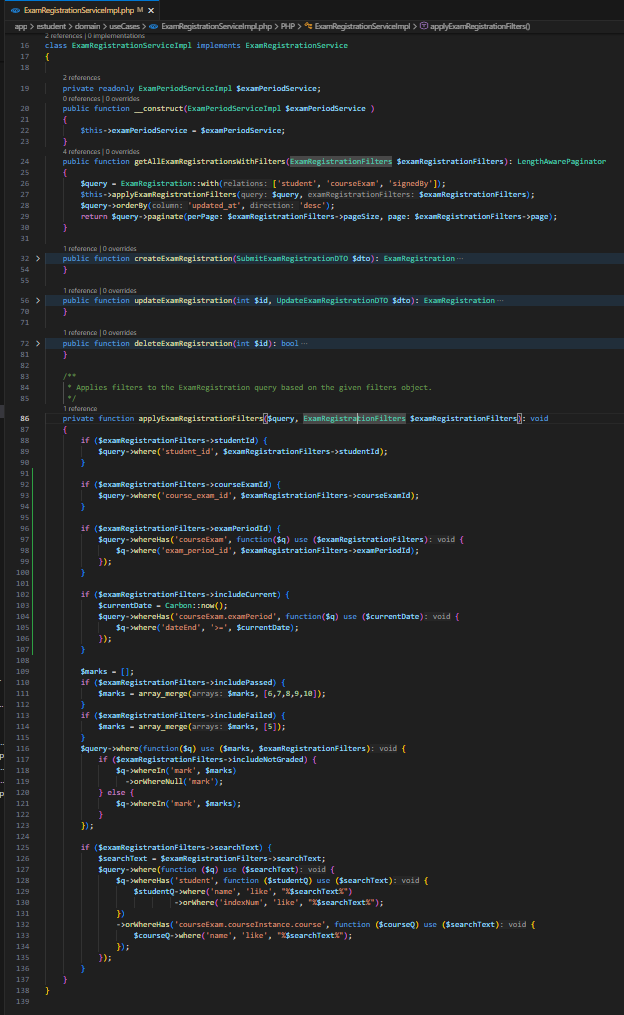 ExamRegistrationServiceImpl.php M ×
app > estudent > domain > useCases > ExamRegistrationServiceImpl.php > PHP > ExamRegistrationServiceImpl > applyExamRegistrationFilters()
2 references | 0 implementations
16 class ExamRegistrationServiceImpl implements ExamRegistrationService
17 {
18
2 references
19 private readonly ExamPeriodServiceImpl $examPeriodService;
0 references | 0 overrides
20 public function __construct(ExamPeriodServiceImpl $examPeriodService )
21 {
22 $this->examPeriodService = $examPeriodService;
23 }
4 references | 0 overrides
24 public function getAllExamRegistrationsWithFilters(ExamRegistrationFilters $examRegistrationFilters): LengthAwarePaginator
25 {
26 $query = ExamRegistration::with(relations: ['student', 'courseExam', 'signedBy']);
27 $this->applyExamRegistrationFilters(query: $query, examRegistrationFilters: $examRegistrationFilters);
28 $query->orderBy(column: 'updated_at', direction: 'desc');
29 return $query->paginate(perPage: $examRegistrationFilters->pageSize, page: $examRegistrationFilters->page);
30 }
31
1 reference | 0 overrides
32 > public function createExamRegistration(SubmitExamRegistrationDTO $dto): ExamRegistration ···
54 }
55
1 reference | 0 overrides
56 > public function updateExamRegistration(int $id, UpdateExamRegistrationDTO $dto): ExamRegistration ···
70 }
71
1 reference | 0 overrides
72 > public function deleteExamRegistration(int $id): bool ···
81 }
82
83 /**
84 * Applies filters to the ExamRegistration query based on the given filters object.
85 */
1 reference
86 private function applyExamRegistrationFilters($query, ExamRegistrationFilters $examRegistrationFilters): void
87 {
88 if ($examRegistrationFilters->studentId) {
89 $query->where('student_id', $examRegistrationFilters->studentId);
90 }
91
92 if ($examRegistrationFilters->courseExamId) {
93 $query->where('course_exam_id', $examRegistrationFilters->courseExamId);
94 }
95
96 if ($examRegistrationFilters->examPeriodId) {
97 $query->whereHas('courseExam', function($q) use ($examRegistrationFilters): void {
98 $q->where('exam_period_id', $examRegistrationFilters->examPeriodId);
99 });
100 }
101
102 if ($examRegistrationFilters->includeCurrent) {
103 $currentDate = Carbon::now();
104 $query->whereHas('courseExam.examPeriod', function($q) use ($currentDate): void {
105 $q->where('dateEnd', '>=', $currentDate);
106 });
107 }
108
109 $marks = [];
110 if ($examRegistrationFilters->includePassed) {
111 $marks = array_merge(arrays: $marks, [6,7,8,9,10]);
112 }
113 if ($examRegistrationFilters->includeFailed) {
114 $marks = array_merge(arrays: $marks, [5]);
115 }
116 $query->where(function($q) use ($marks, $examRegistrationFilters): void {
117 if ($examRegistrationFilters->includeNotGraded) {
118 $q->whereIn('mark', $marks)
119 ->orWhereNull('mark');
120 } else {
121 $q->whereIn('mark', $marks);
122 }
123 });
124
125 if ($examRegistrationFilters->searchText) {
126 $searchText = $examRegistrationFilters->searchText;
127 $query->where(function ($q) use ($searchText): void {
128 $q->whereHas('student', function ($studentQ) use ($searchText): void {
129 $studentQ->where('name', 'like', "%$searchText%")
130 ->orWhere('indexNum', 'like', "%$searchText%");
131 })
132 ->orWhereHas('courseExam.courseInstance.course', function ($courseQ) use ($searchText): void {
133 $courseQ->where('name', 'like', "%$searchText%");
134 });
135 });
136 }
137 }
138 }
139